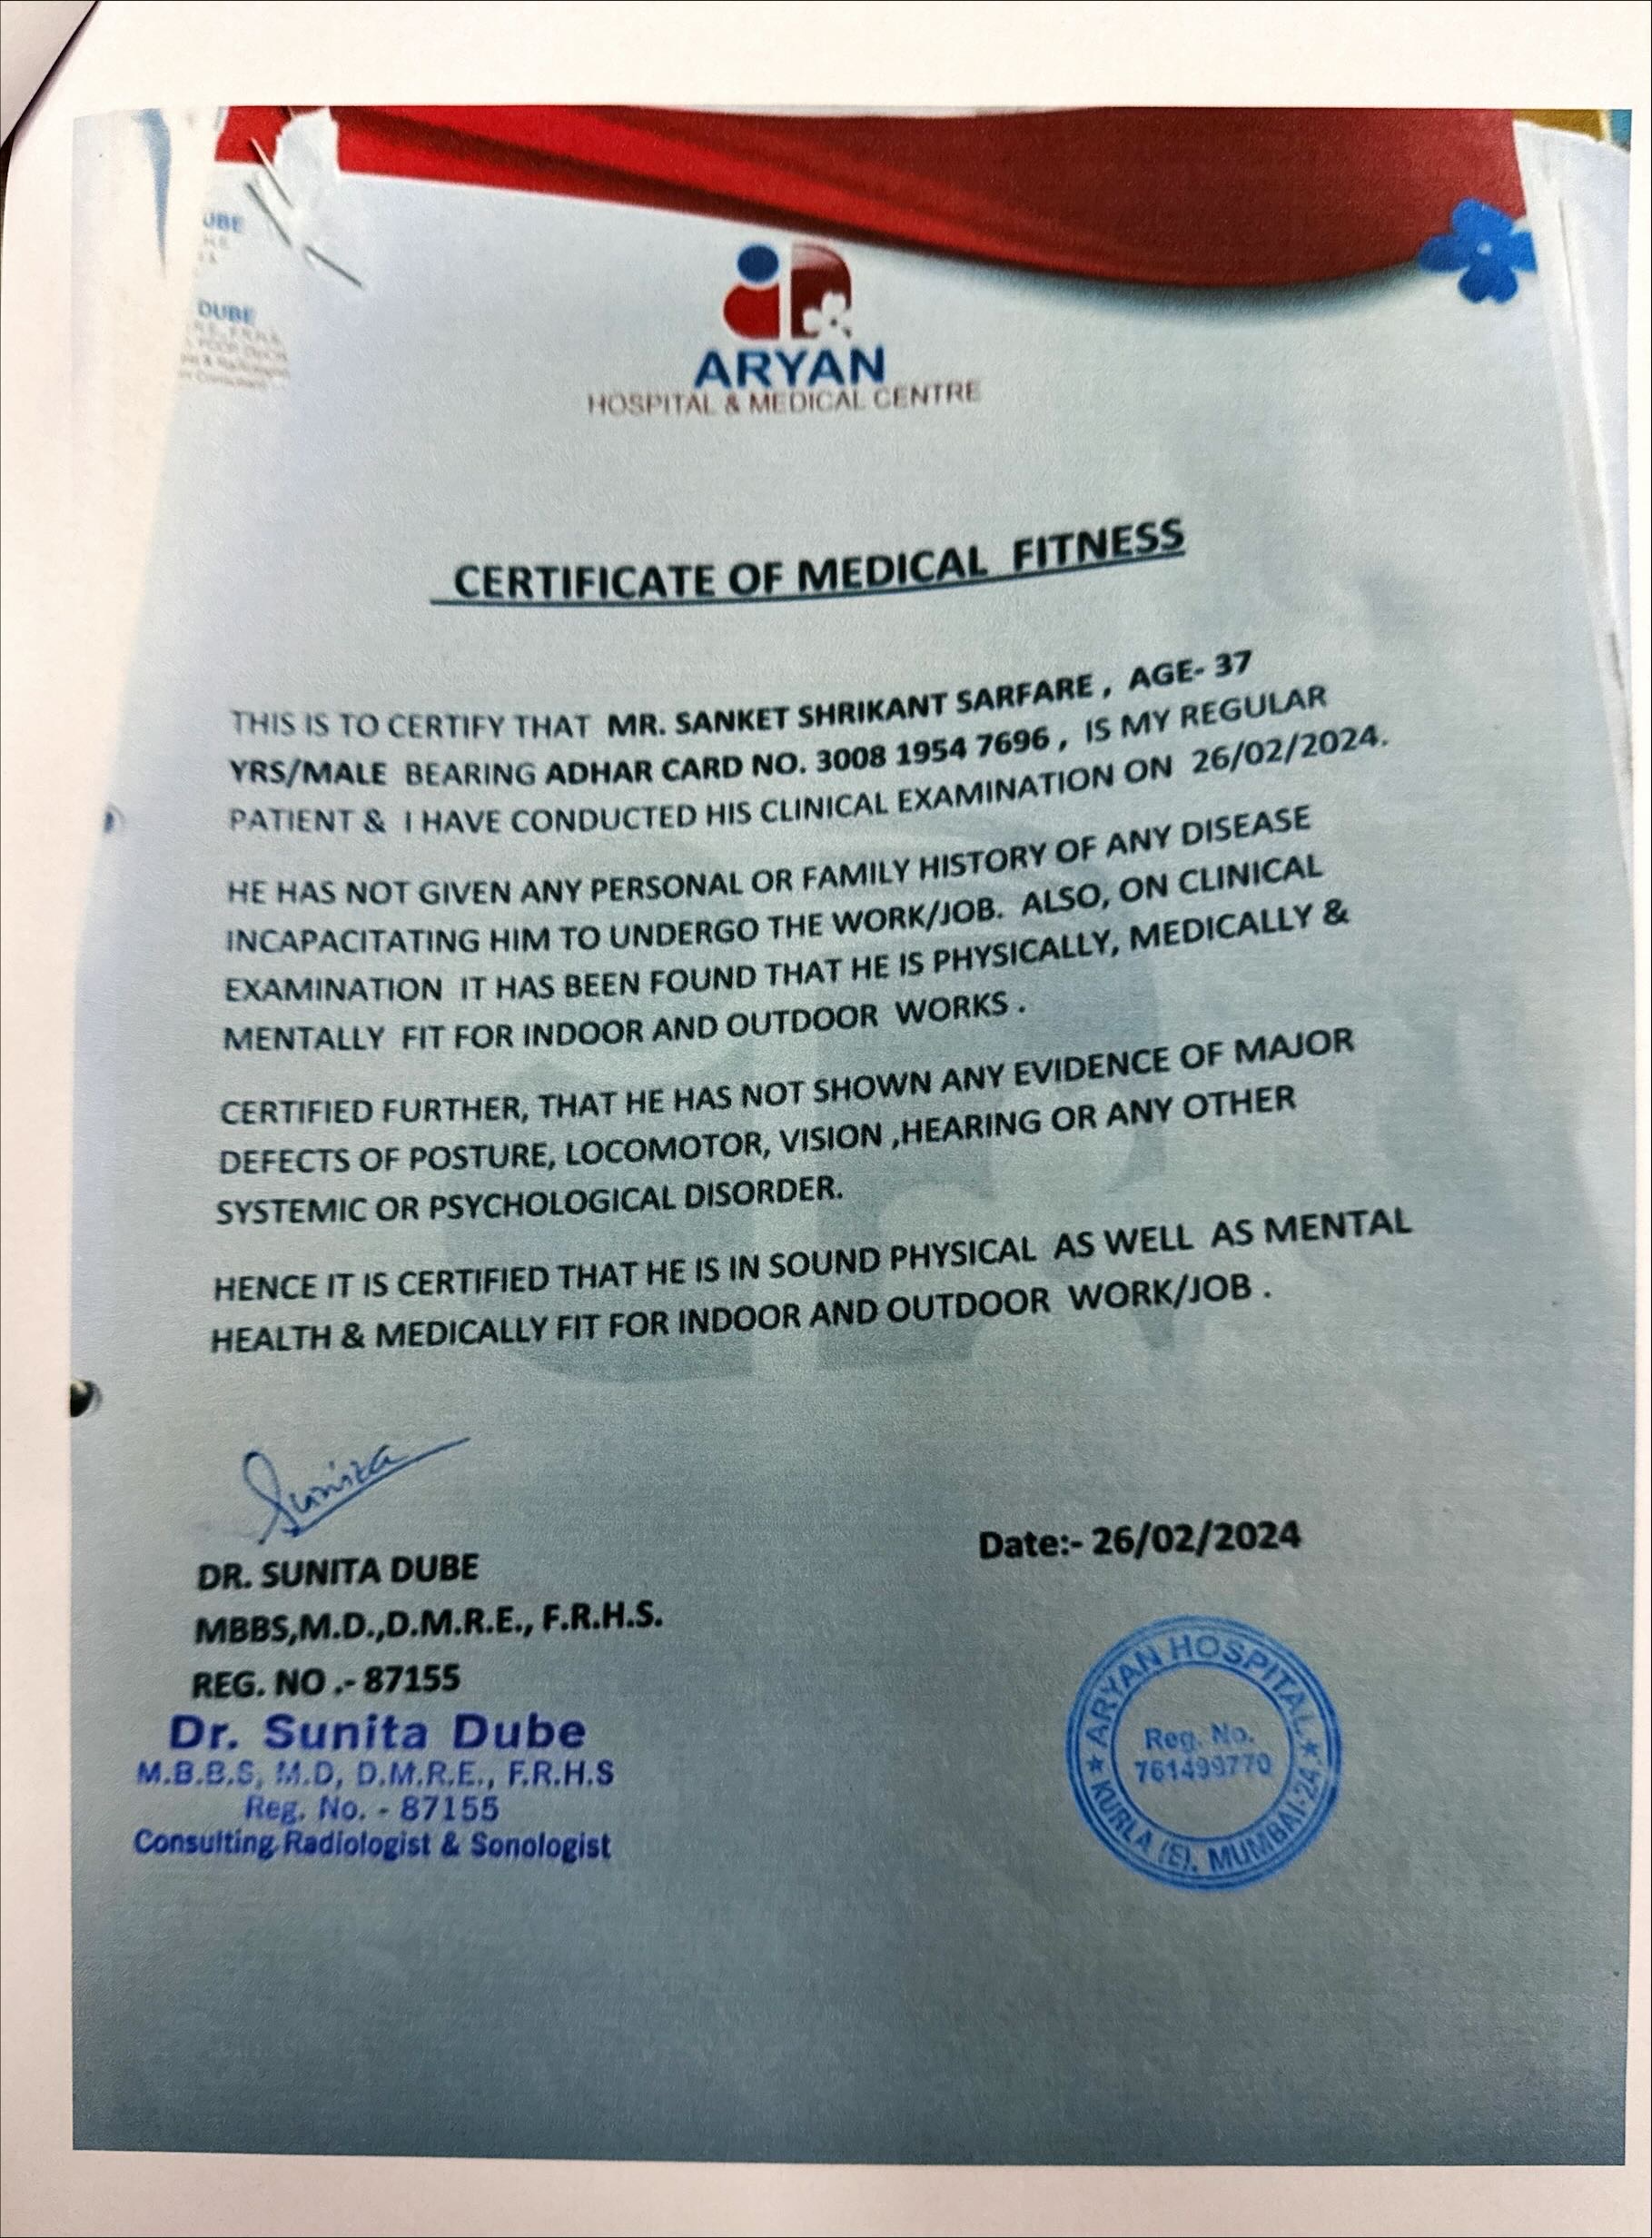 UBE
DUBE
ARYAN
HOSPITAL & MEDICAL CENTRE
CERTIFICATE OF MEDICAL FITNESS
THIS IS TO CERTIFY THAT MR. SANKET SHRIKANT SARFARE , AGE- 37
YRS/MALE BEARING ADHAR CARD NO. 3008 1954 7696 , IS MY REGULAR
PATIENT & I HAVE CONDUCTED HIS CLINICAL EXAMINATION ON 26/02/2024.
HE HAS NOT GIVEN ANY PERSONAL OR FAMILY HISTORY OF ANY DISEASE
INCAPACITATING HIM TO UNDERGO THE WORK/JOB. ALSO, ON CLINICAL
EXAMINATION IT HAS BEEN FOUND THAT HE IS PHYSICALLY, MEDICALLY &
MENTALLY FIT FOR INDOOR AND OUTDOOR WORKS .
CERTIFIED FURTHER, THAT HE HAS NOT SHOWN ANY EVIDENCE OF MAJOR
DEFECTS OF POSTURE, LOCOMOTOR, VISION ,HEARING OR ANY OTHER
SYSTEMIC OR PSYCHOLOGICAL DISORDER.
HENCE IT IS CERTIFIED THAT HE IS IN SOUND PHYSICAL AS WELL AS MENTAL
HEALTH & MEDICALLY FIT FOR INDOOR AND OUTDOOR WORK/JOB .
Sunita
DR. SUNITA DUBE
MBBS,M.D.,D.M.R.E., F.R.H.S.
REG. NO .- 87155
Dr. Sunita Dube
M.B.B.S, M.D, D.M.R.E., F.R.H.S
Reg. No. - 87155
Consulting Radiologist & Sonologist
Date:- 26/02/2024
★ ARYAN HOSPITAL ★
Reg. No.
761499770
KURLA (E). MUMBAI-24.